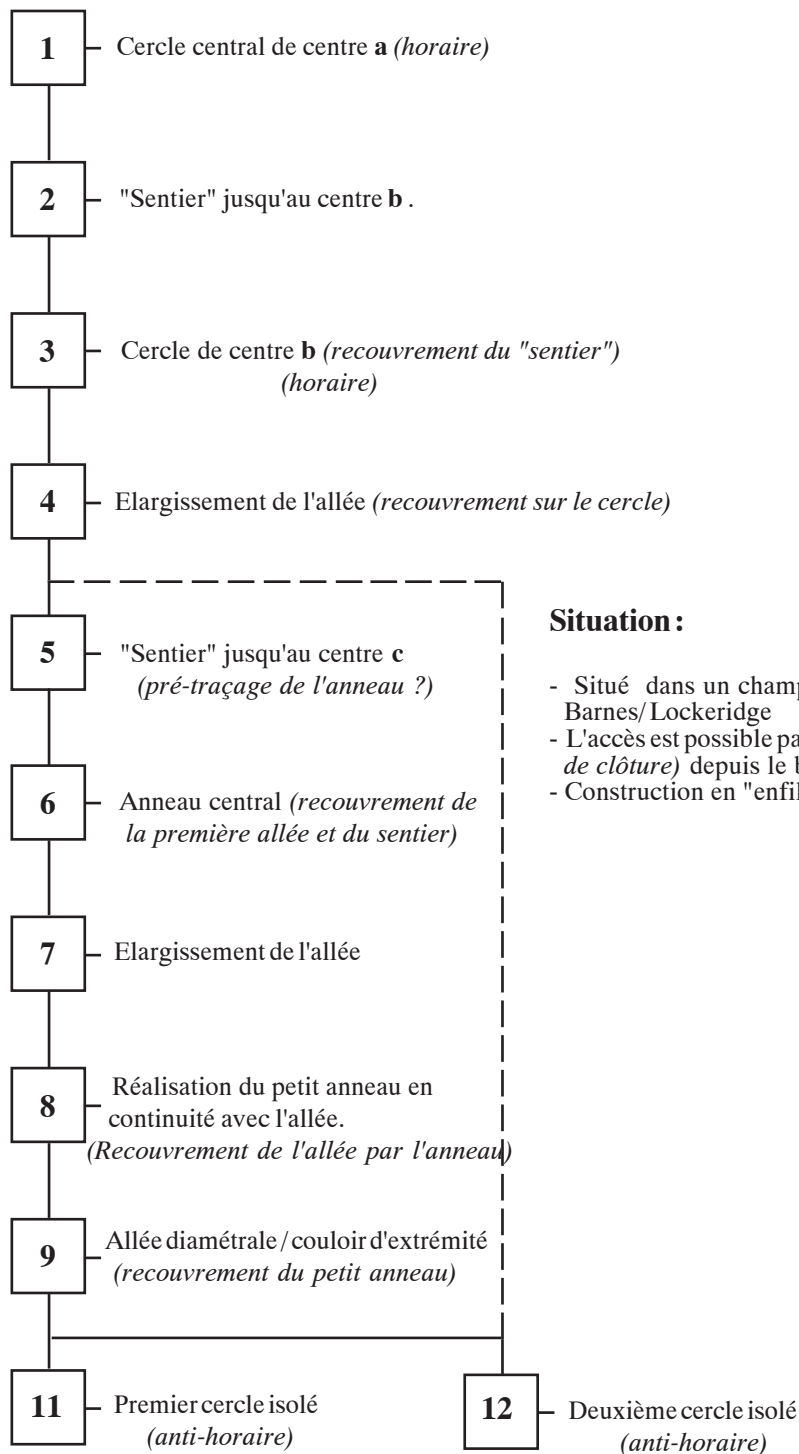 1
Cercle central de centre a (horaire)
2
"Sentier" jusqu'au centre b .
3
Cercle de centre b (recouvrement du "sentier")
(horaire)
4
Elargissement de l'allée (recouvrement sur le cercle)
5
"Sentier" jusqu'au centre c
(pré-traçage de l'anneau ?)
6
Anneau central (recouvrement de
la première allée et du sentier)
7
Elargissement de l'allée
8
Réalisation du petit anneau en
continuité avec l'allée.
(Recouvrement de l'allée par l'anneau)
9
Allée diamétrale / couloir d'extrémité
(recouvrement du petit anneau)
11
Premier cercle isolé
(anti-horaire)
12
Deuxième cercle isolé
(anti-horaire)
Situation :
- Situé dans un champ
Barnes/Lockeridge
- L'accès est possible pa
de clôture) depuis le b
- Construction en "enfil